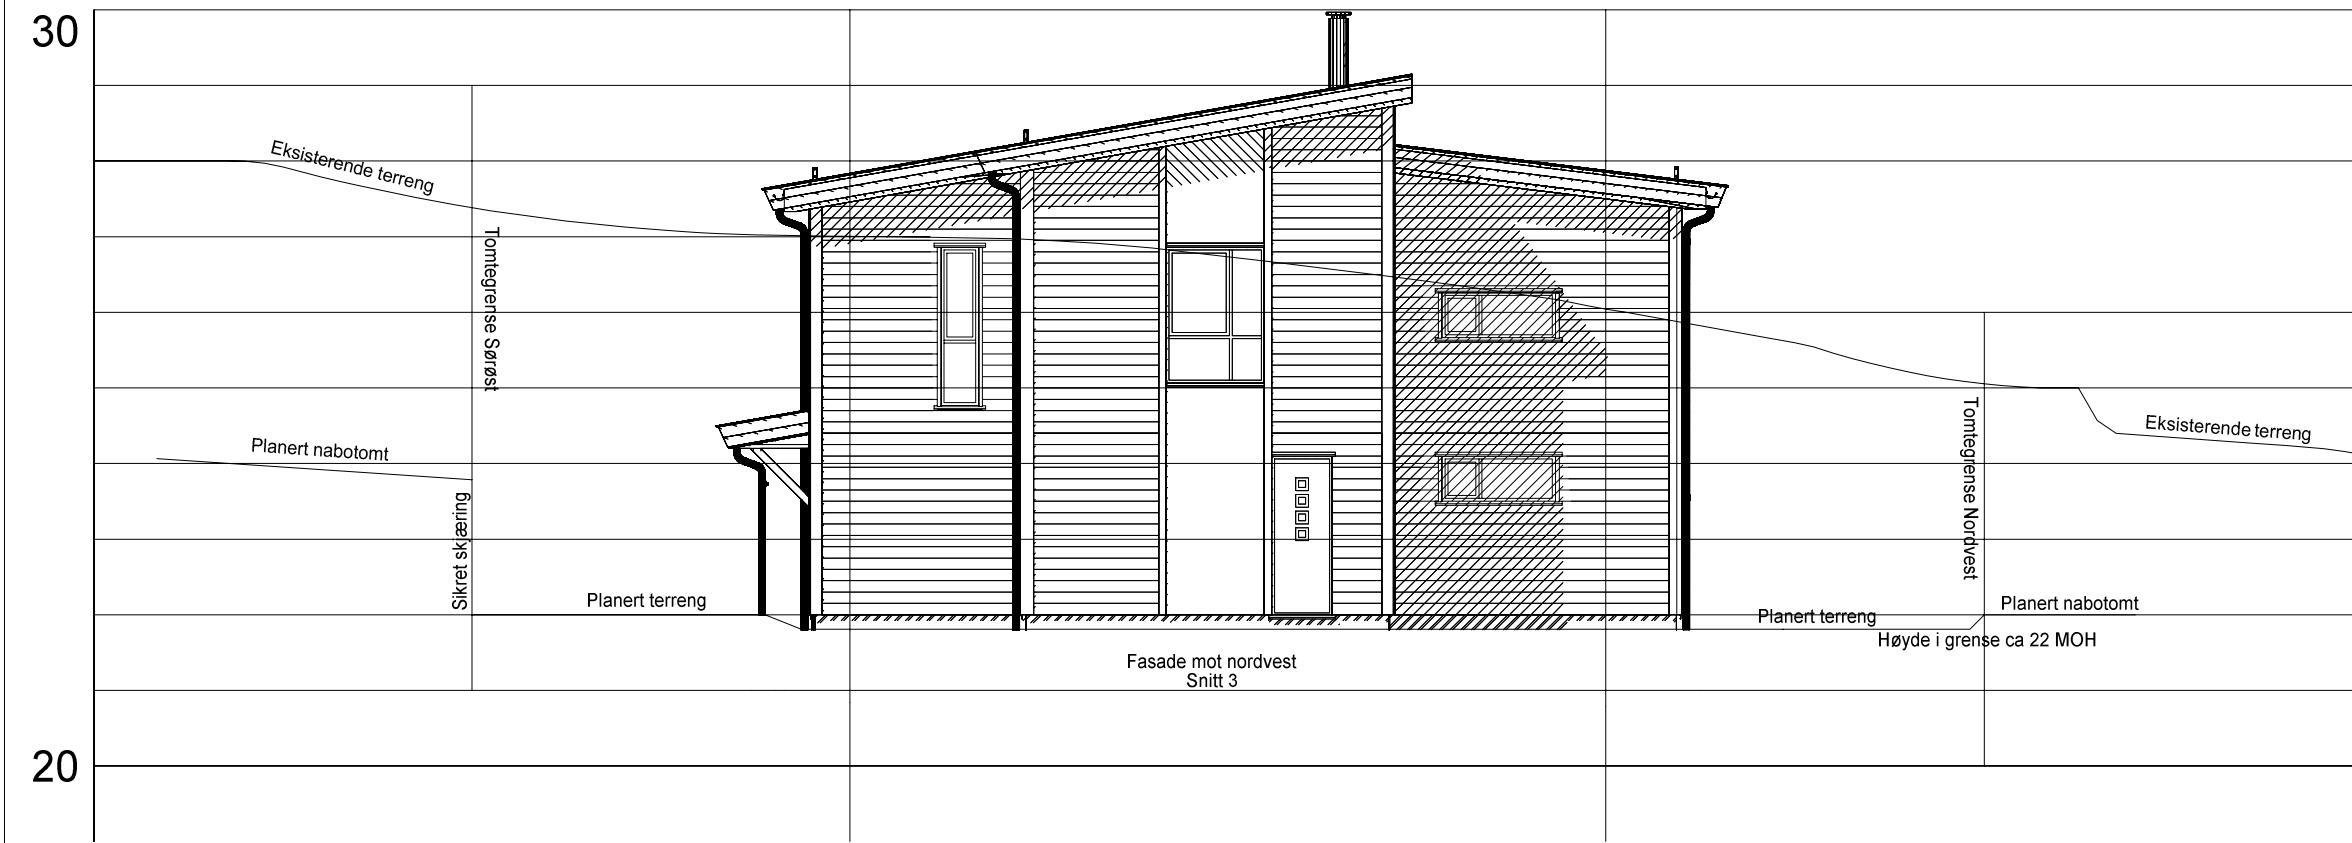 30
Eksisterende terreng
Tomtegrense Sørøst
Planert nabotomt
Sikret skjæring
Planert terreng
Fasade mot nordvest
Snitt 3
Tomtegrense Nordvest
Eksisterende terreng
Planert terreng
Planert nabotomt
Høyde i grense ca 22 MOH
20